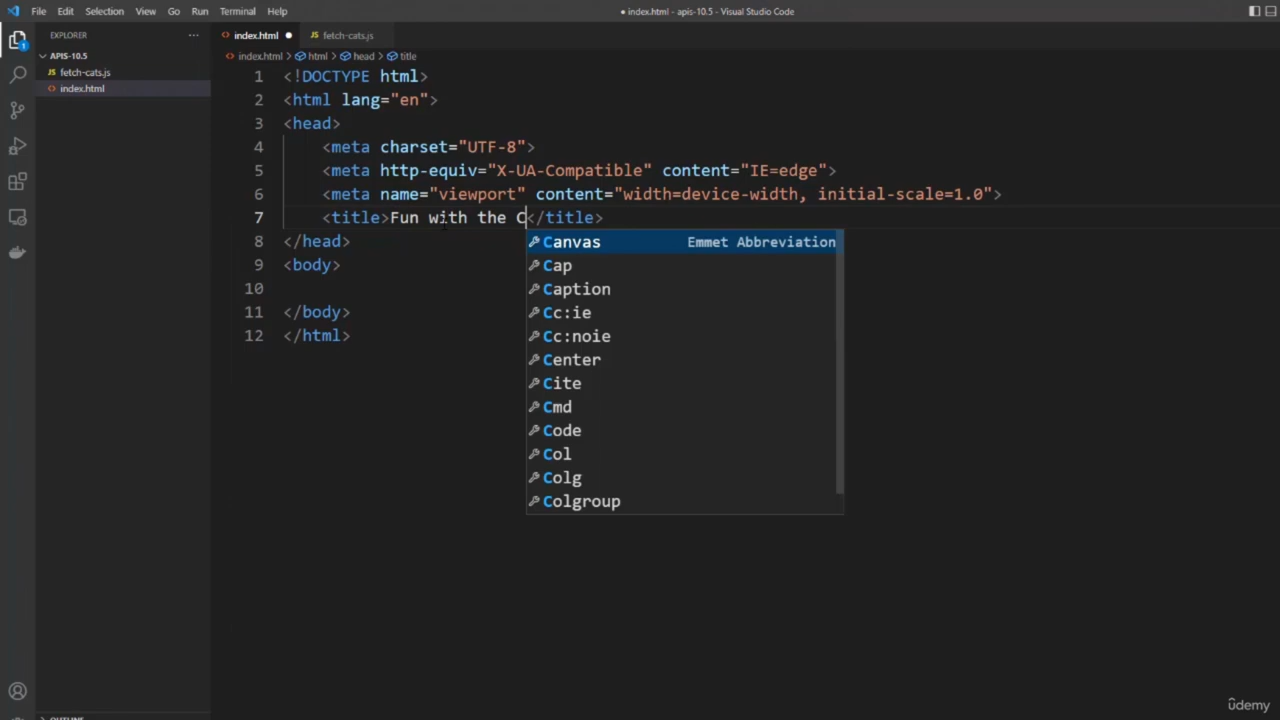 File Edit Selection View Go Run Terminal Help
● index.html - apis-10.5 - Visual Studio Code
EXPLORER ···
APIS-10.5
JS fetch-cats.js
<> index.html
1
<> index.html ●
JS fetch-cats.js
<> index.html > html > head > title
1 <!DOCTYPE html>
2 <html lang="en">
3 <head>
4 <meta charset="UTF-8">
5 <meta http-equiv="X-UA-Compatible" content="IE=edge">
6 <meta name="viewport" content="width=device-width, initial-scale=1.0">
7 <title>Fun with the C</title>
8 </head>
9 <body>
10
11 </body>
12 </html>
Canvas Emmet Abbreviation
Cap
Caption
Cc:ie
Cc:noie
Center
Cite
Cmd
Code
Col
Colg
Colgroup
OUTLINE
ûdemy